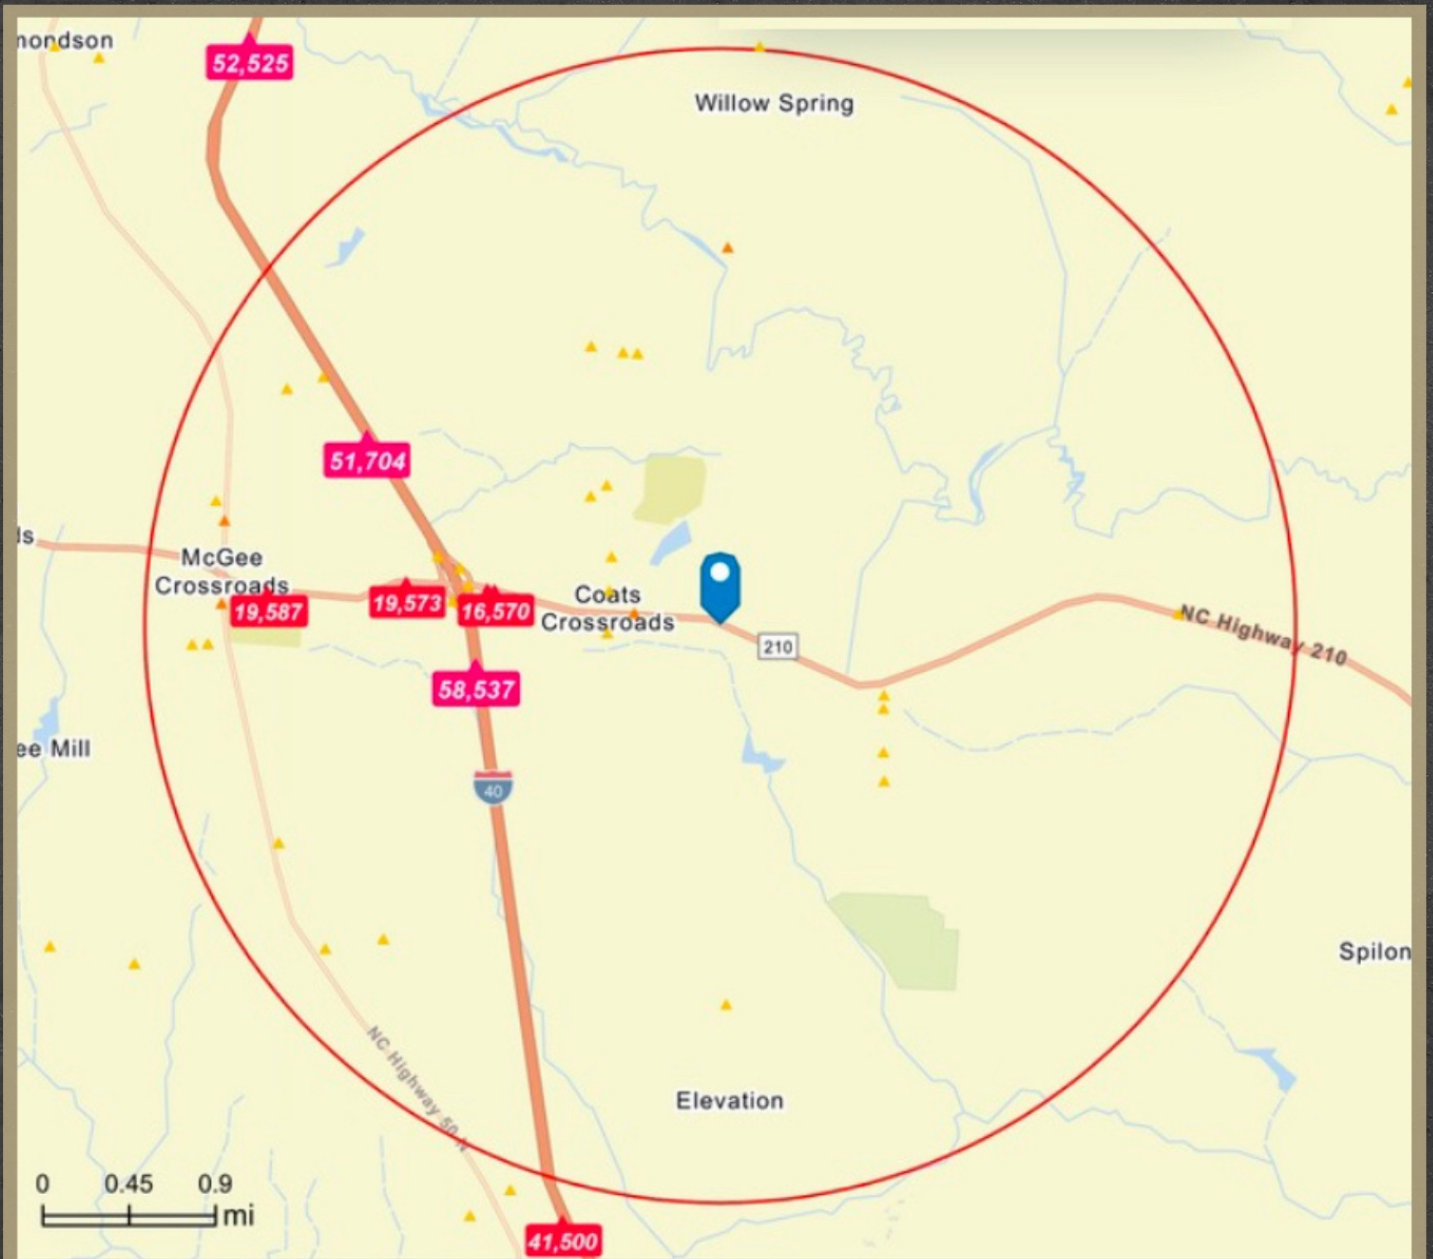 mondson
52,525
Willow Spring
51,704
ds
McGee
Crossroads
19,587
19,573
16,570
Coats
Crossroads
210
NC Highway 210
58,537
ee Mill
40
Spilon
NC Highway 50 N
Elevation
0 0.45 0.9
mi
41,500